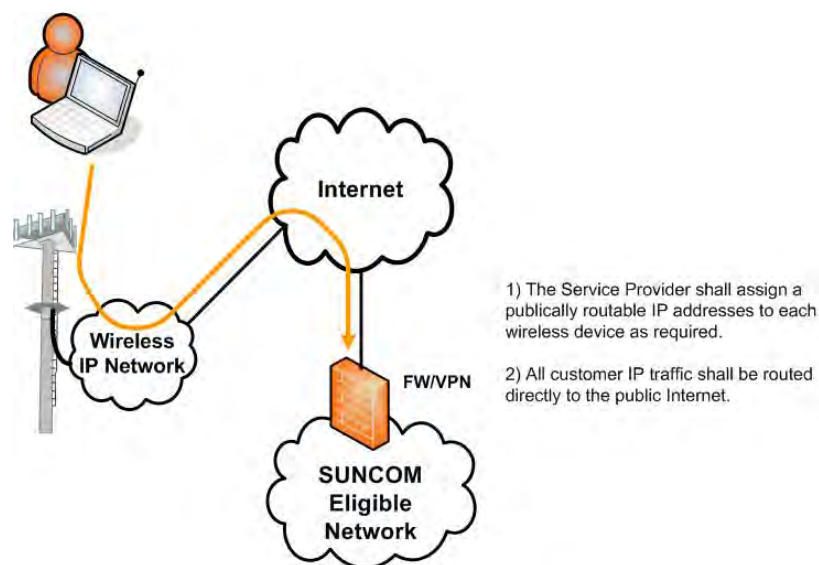 Internet
Wireless
IP Network
FW/VPN
SUNCOM
Eligible
Network
1) The Service Provider shall assign a
publically routable IP addresses to each
wireless device as required.
2) All customer IP traffic shall be routed
directly to the public Internet.